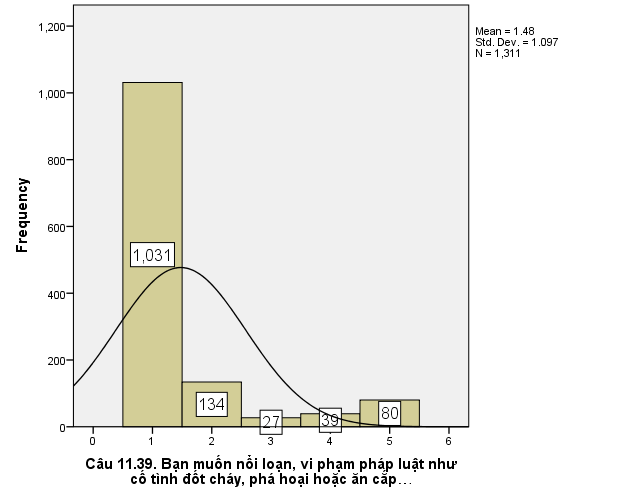 1,200
Mean = 1.48
Std. Dev. = 1.097
N = 1,311
1,000
800
600
400
200
0
Frequency
1,031
134
27
39
80
0 1 2 3 4 5 6
Câu 11.39. Bạn muốn nổi loạn, vi phạm pháp luật như
cố tình đốt cháy, phá hoại hoặc ăn cắp…